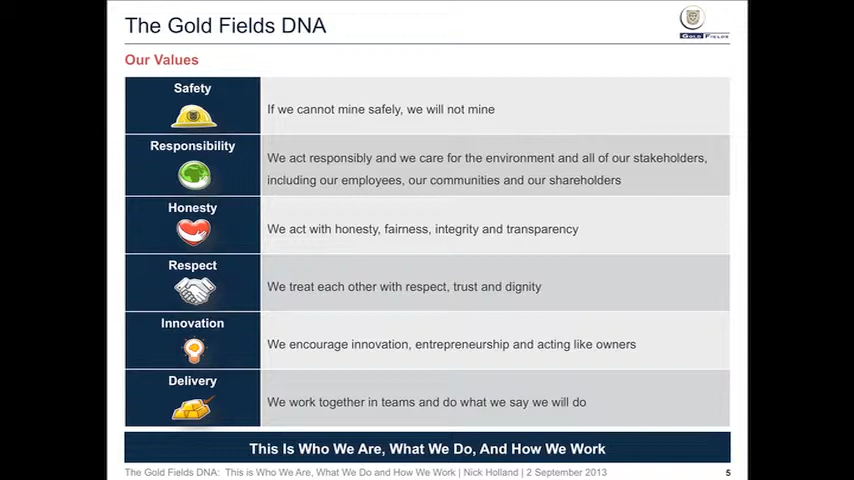 The Gold Fields DNA
GOLD FIELDS
Our Values
Safety
If we cannot mine safely, we will not mine
Responsibility
We act responsibly and we care for the environment and all of our stakeholders,
including our employees, our communities and our shareholders
Honesty
We act with honesty, fairness, integrity and transparency
Respect
We treat each other with respect, trust and dignity
Innovation
We encourage innovation, entrepreneurship and acting like owners
Delivery
We work together in teams and do what we say we will do
This Is Who We Are, What We Do, And How We Work
The Gold Fields DNA: This is Who We Are, What We Do and How We Work | Nick Holland | 2 September 2013
5